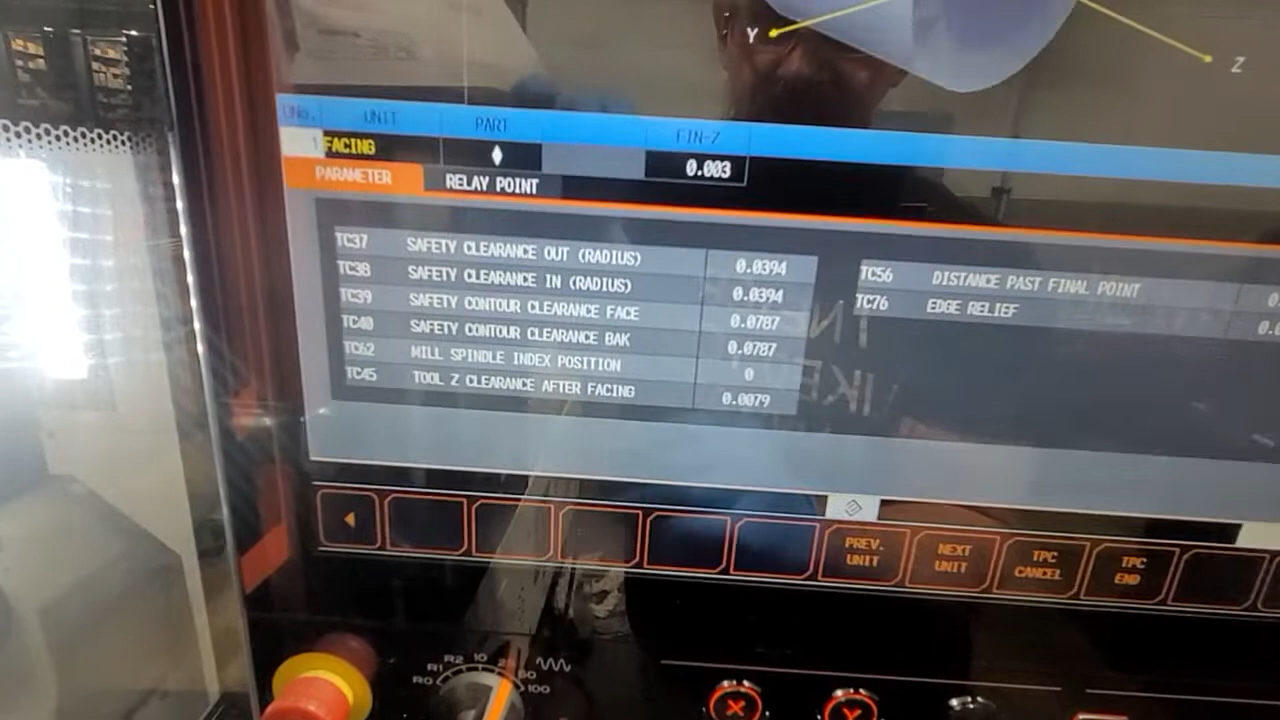 Y
Z
UNo. UNIT PART FIN-Z
1 FACING ♦ 0.003
PARAMETER RELAY POINT
TC37 SAFETY CLEARANCE OUT (RADIUS) 0.0394
TC38 SAFETY CLEARANCE IN (RADIUS) 0.0394
TC39 SAFETY CONTOUR CLEARANCE FACE 0.0787
TC40 SAFETY CONTOUR CLEARANCE BAK 0.0787
TC62 MILL SPINDLE INDEX POSITION 0
TC45 TOOL Z CLEARANCE AFTER FACING 0.0079
TC56 DISTANCE PAST FINAL POINT
TC76 EDGE RELIEF
PREV. UNIT
NEXT UNIT
TPC CANCEL
TPC END
R0 R1 R2 10 25 50 100
X Y